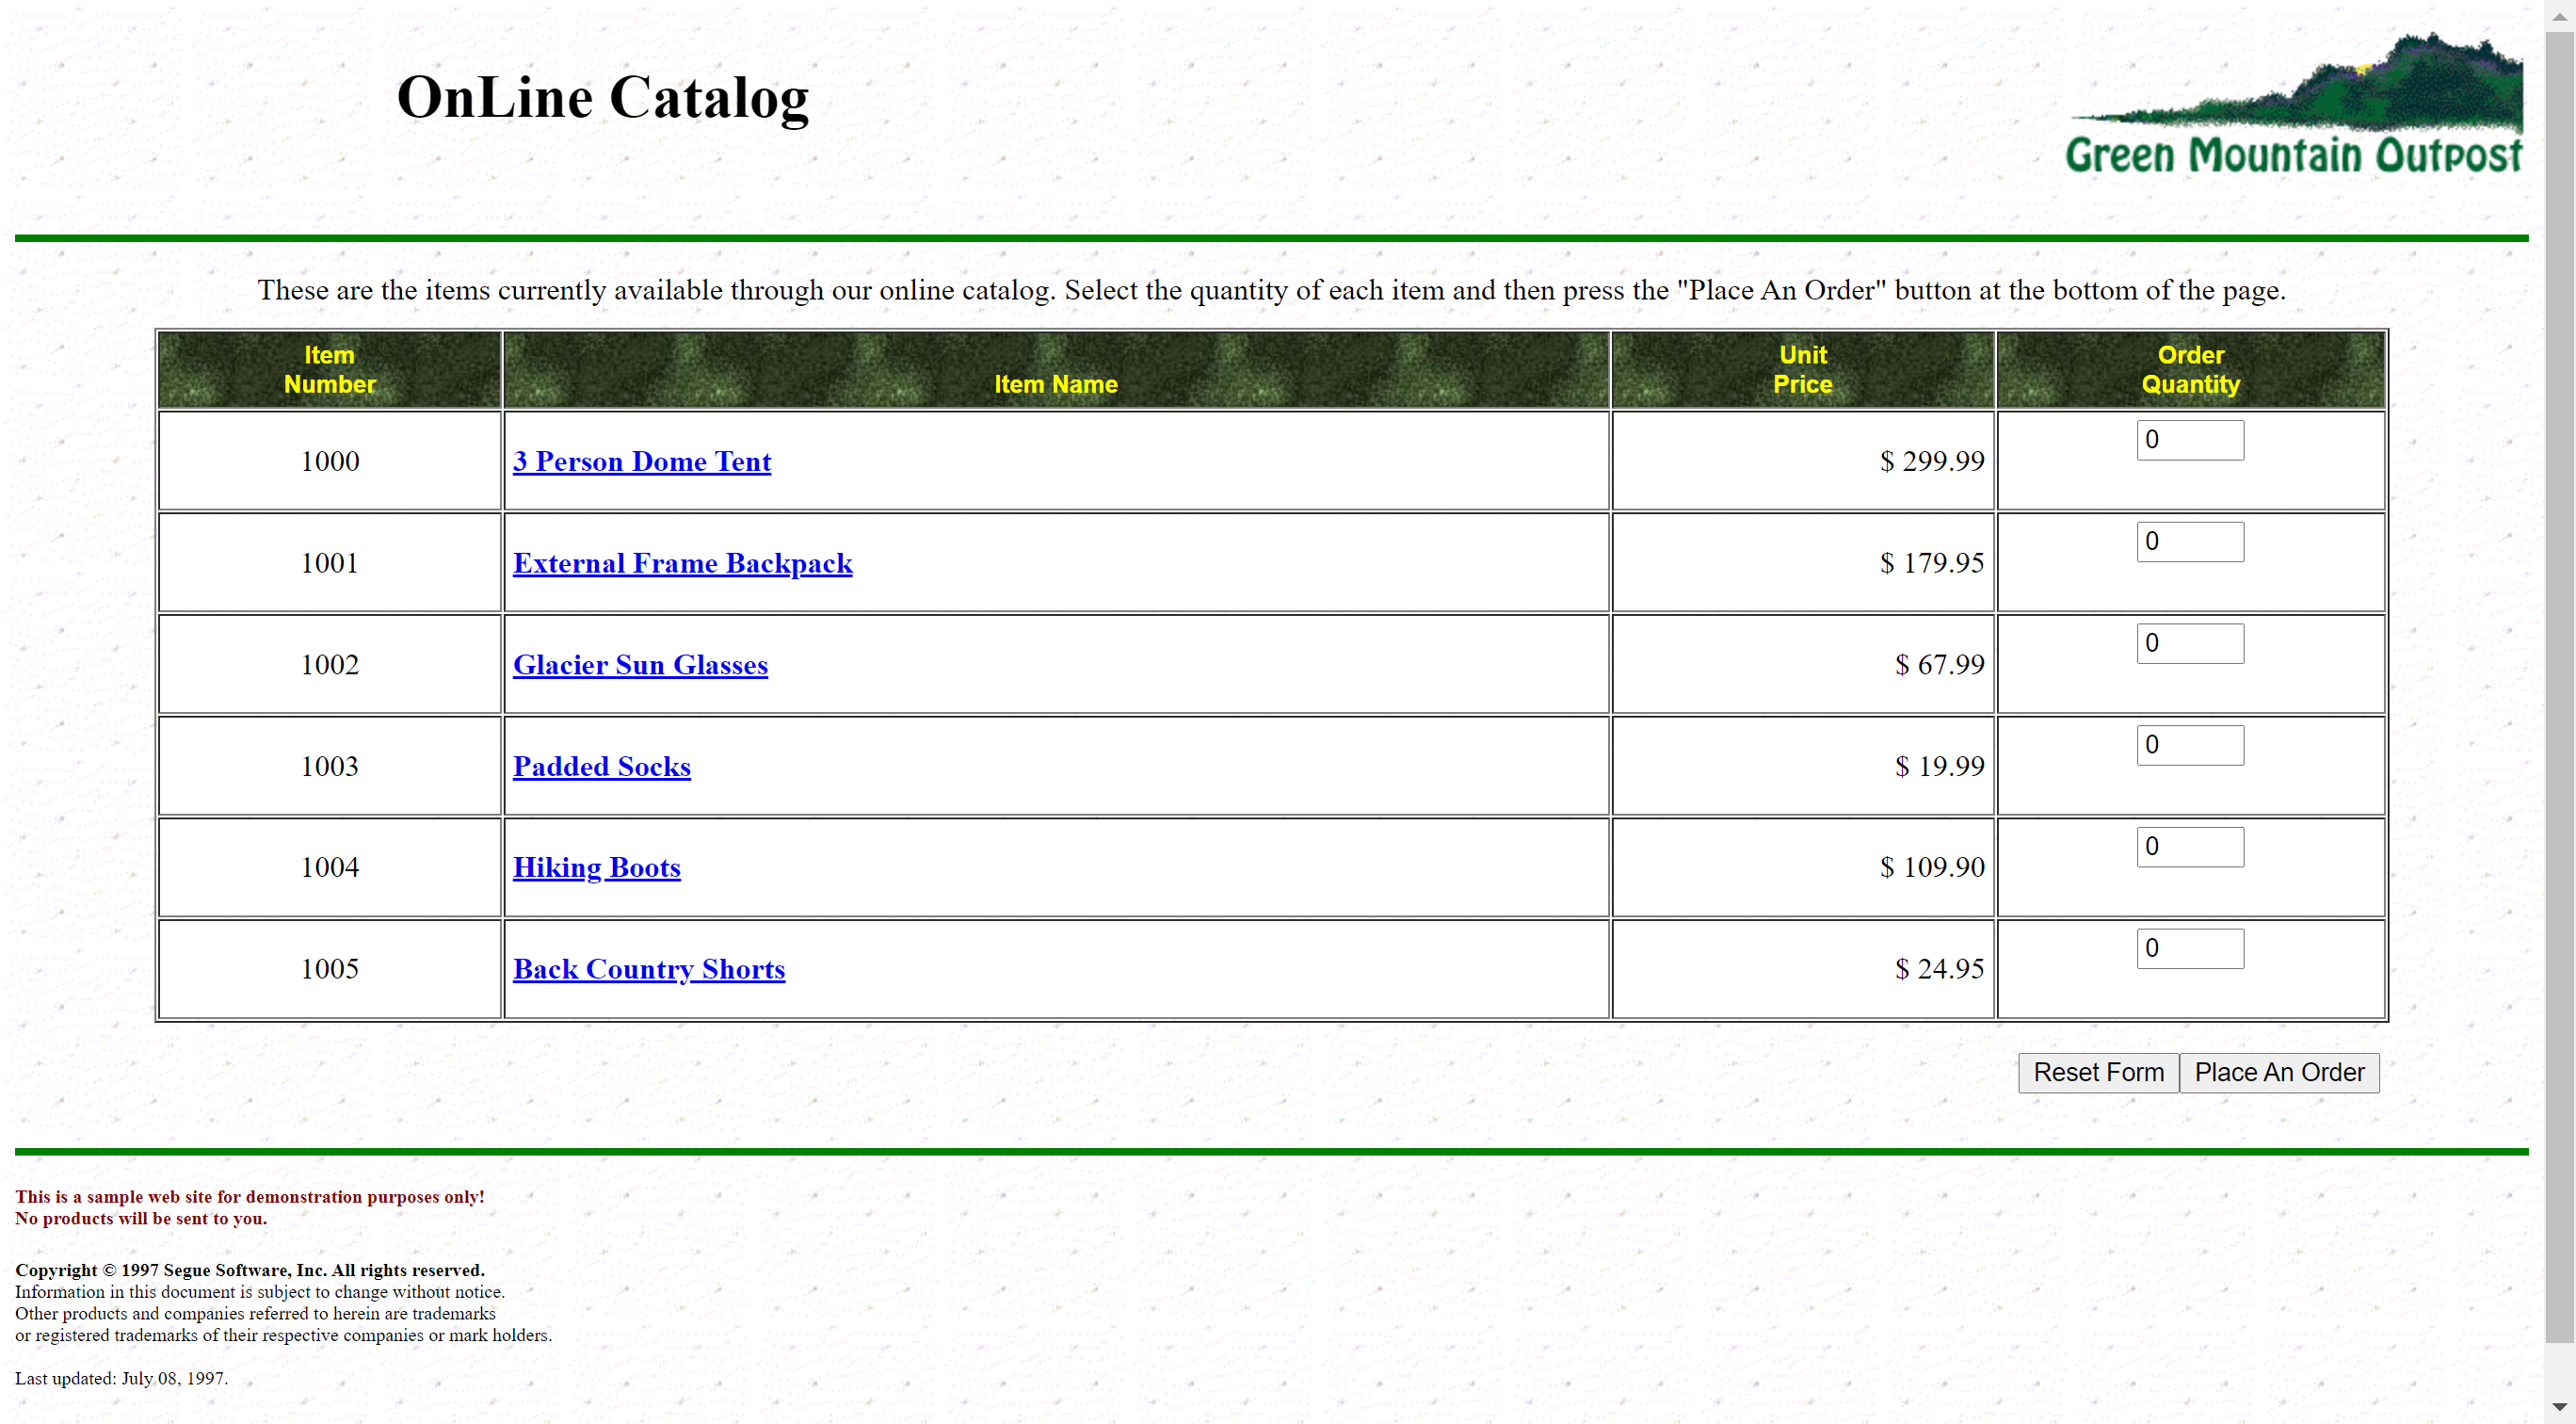 OnLine Catalog
Green Mountain Outpost
These are the items currently available through our online catalog. Select the quantity of each item and then press the "Place An Order" button at the bottom of the page.
Item Number Item Name Unit Price Order Quantity
1000 3 Person Dome Tent $ 299.99 0
1001 External Frame Backpack $ 179.95 0
1002 Glacier Sun Glasses $ 67.99 0
1003 Padded Socks $ 19.99 0
1004 Hiking Boots $ 109.90 0
1005 Back Country Shorts $ 24.95 0
Reset Form Place An Order
This is a sample web site for demonstration purposes only!
No products will be sent to you.
Copyright © 1997 Segue Software, Inc. All rights reserved.
Information in this document is subject to change without notice.
Other products and companies referred to herein are trademarks
or registered trademarks of their respective companies or mark holders.
Last updated: July 08, 1997.